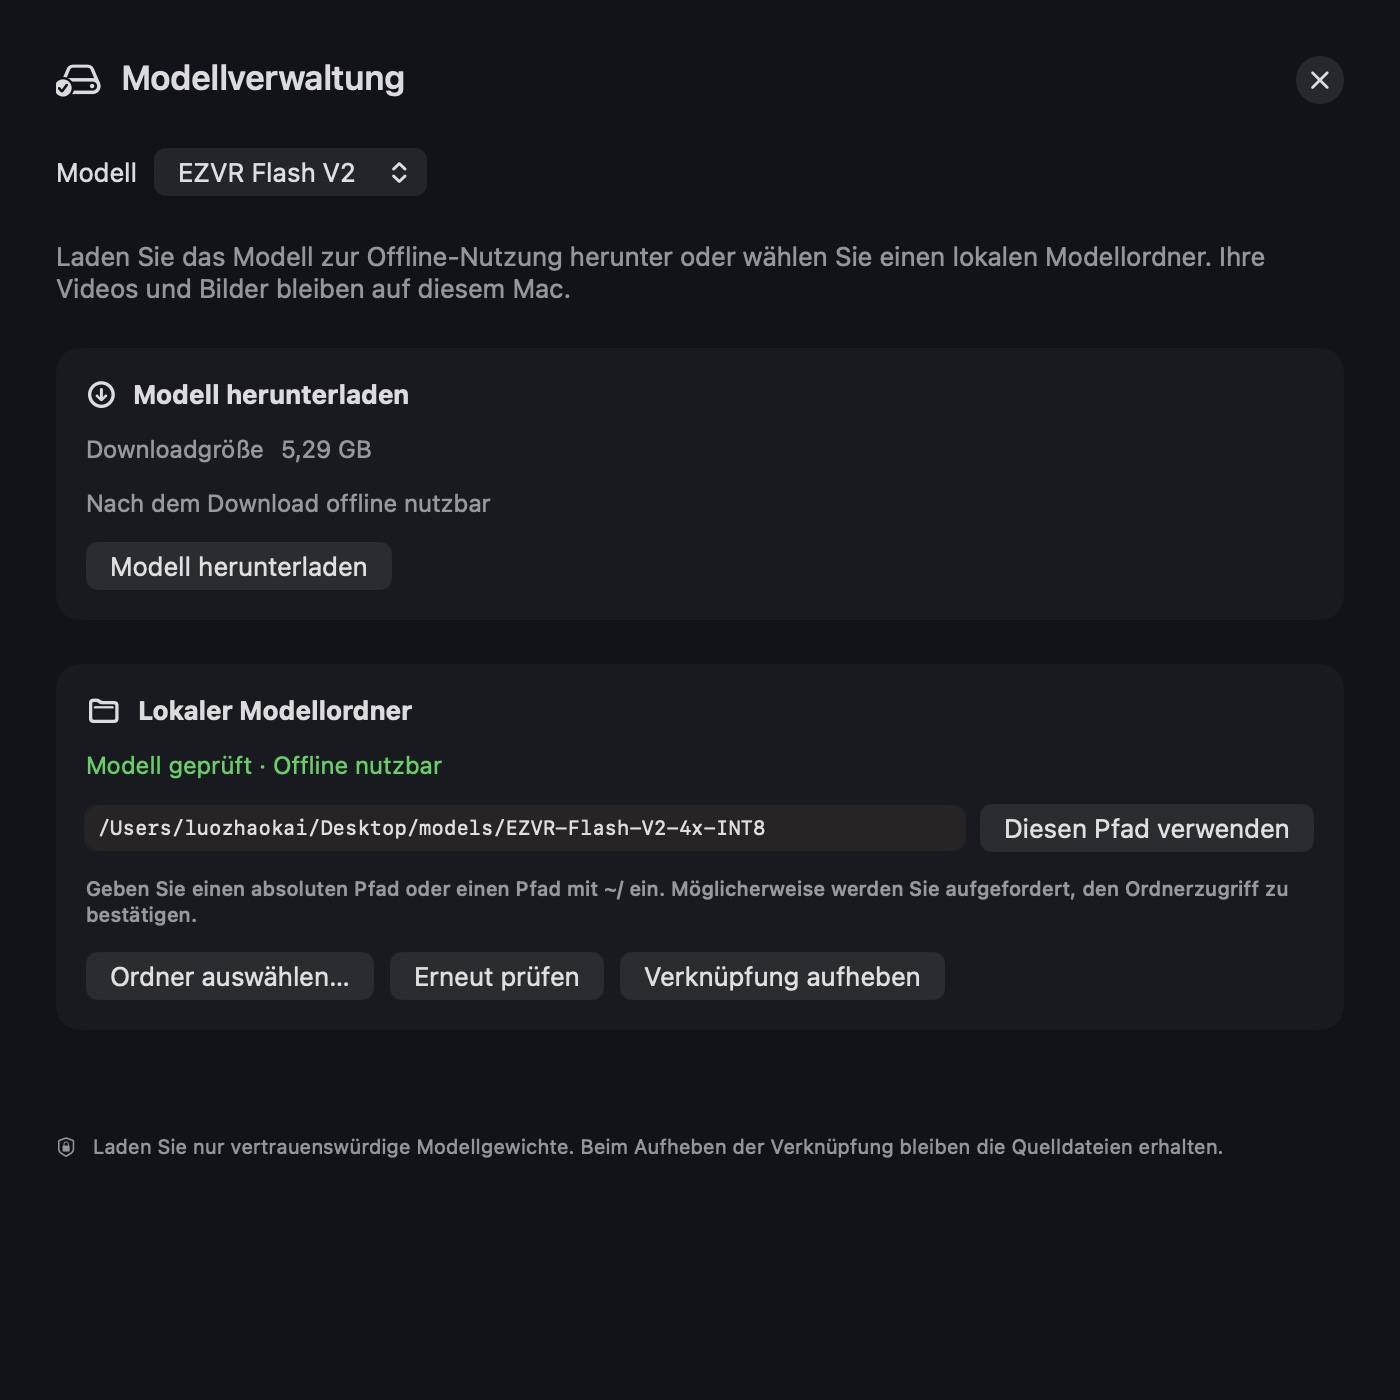 Modellverwaltung
Modell EZVR Flash V2
Laden Sie das Modell zur Offline-Nutzung herunter oder wählen Sie einen lokalen Modellordner. Ihre
Videos und Bilder bleiben auf diesem Mac.
Modell herunterladen
Downloadgröße 5,29 GB
Nach dem Download offline nutzbar
Modell herunterladen
Lokaler Modellordner
Modell geprüft · Offline nutzbar
/Users/luozhaokai/Desktop/models/EZVR-Flash-V2-4x-INT8 Diesen Pfad verwenden
Geben Sie einen absoluten Pfad oder einen Pfad mit ~/ ein. Möglicherweise werden Sie aufgefordert, den Ordnerzugriff zu
bestätigen.
Ordner auswählen... Erneut prüfen Verknüpfung aufheben
Laden Sie nur vertrauenswürdige Modellgewichte. Beim Aufheben der Verknüpfung bleiben die Quelldateien erhalten.